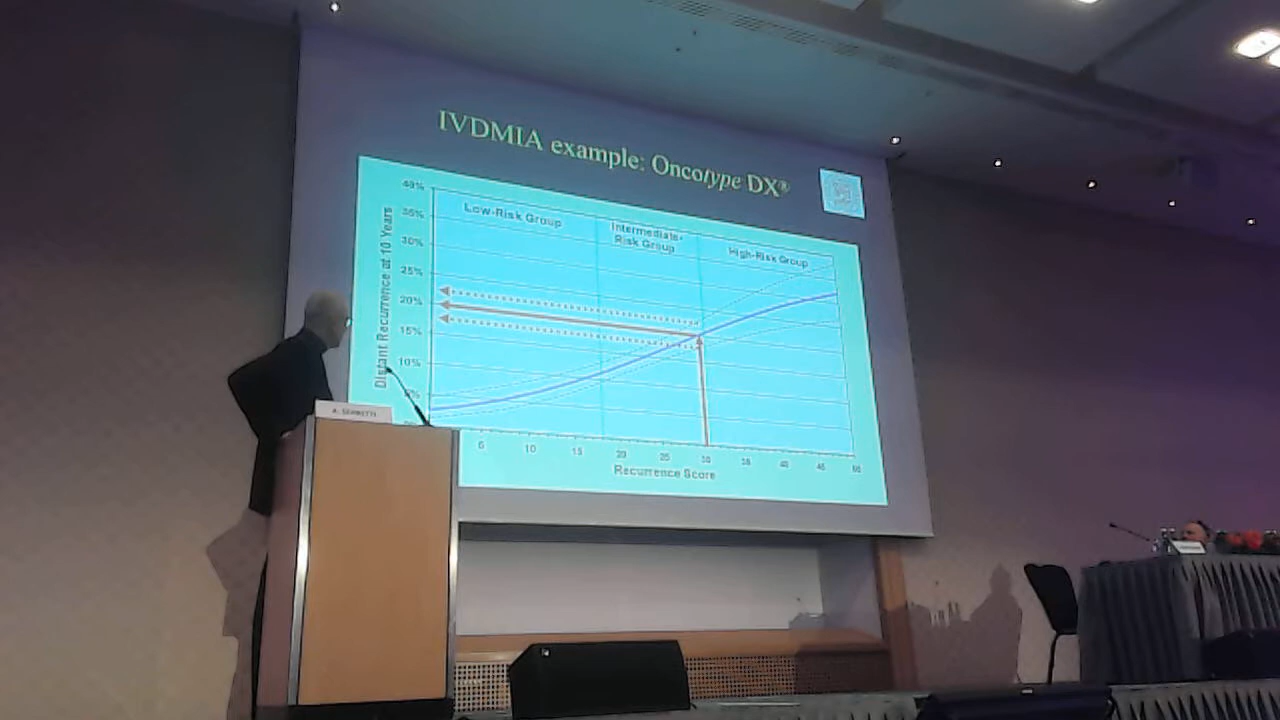 IVDMIA example: Oncotype DX®
40%
35%
30%
25%
20%
15%
10%
Distant Recurrence at 10 Years
Low-Risk Group
Intermediate-
Risk Group
High-Risk Group
5 10 15 20 25 30 35 40 45 50
Recurrence Score
A. SERRETTI